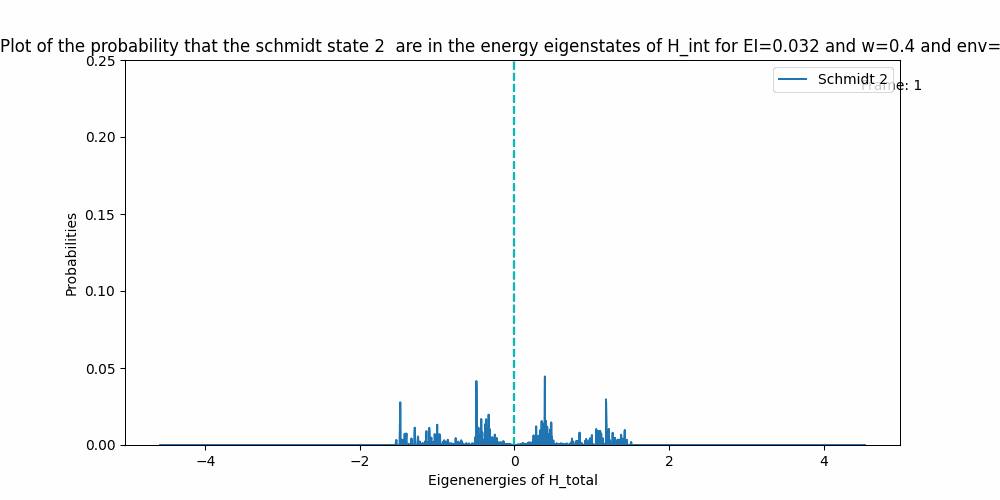 Plot of the probability that the schmidt state 2  are in the energy eigenstates of H_int for EI=0.032 and w=0.4 and env=
Schmidt 2
Frame: 1
0.25
0.20
0.15
0.10
0.05
0.00
Probabilities
−4
−2
0
2
4
Eigenenergies of H_total